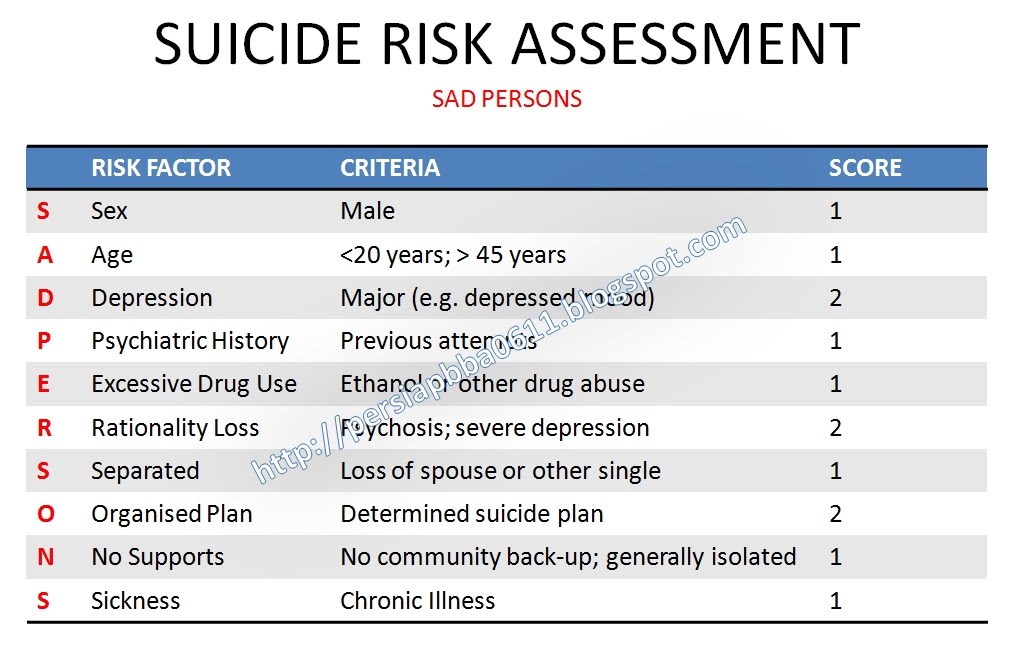 SUICIDE RISK ASSESSMENT
SAD PERSONS
RISK FACTOR CRITERIA SCORE
S Sex Male 1
A Age <20 years; > 45 years 1
D Depression Major (e.g. depressed mood) 2
P Psychiatric History Previous attempts 1
E Excessive Drug Use Ethanol or other drug abuse 1
R Rationality Loss Psychosis; severe depression 2
S Separated Loss of spouse or other single 1
O Organised Plan Determined suicide plan 2
N No Supports No community back-up; generally isolated 1
S Sickness Chronic Illness 1
http://persiapbba0611.blogspot.com